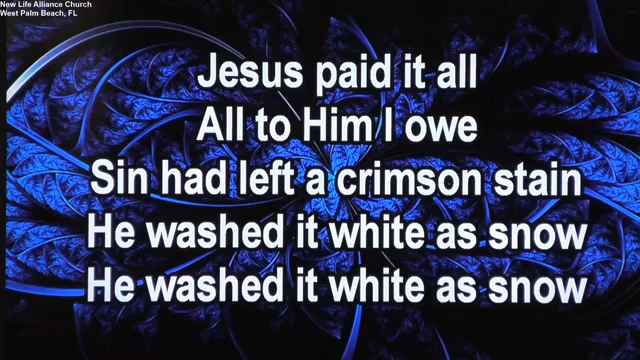 New Life Alliance Church
West Palm Beach, FL
Jesus paid it all
All to Him I owe
Sin had left a crimson stain
He washed it white as snow
He washed it white as snow